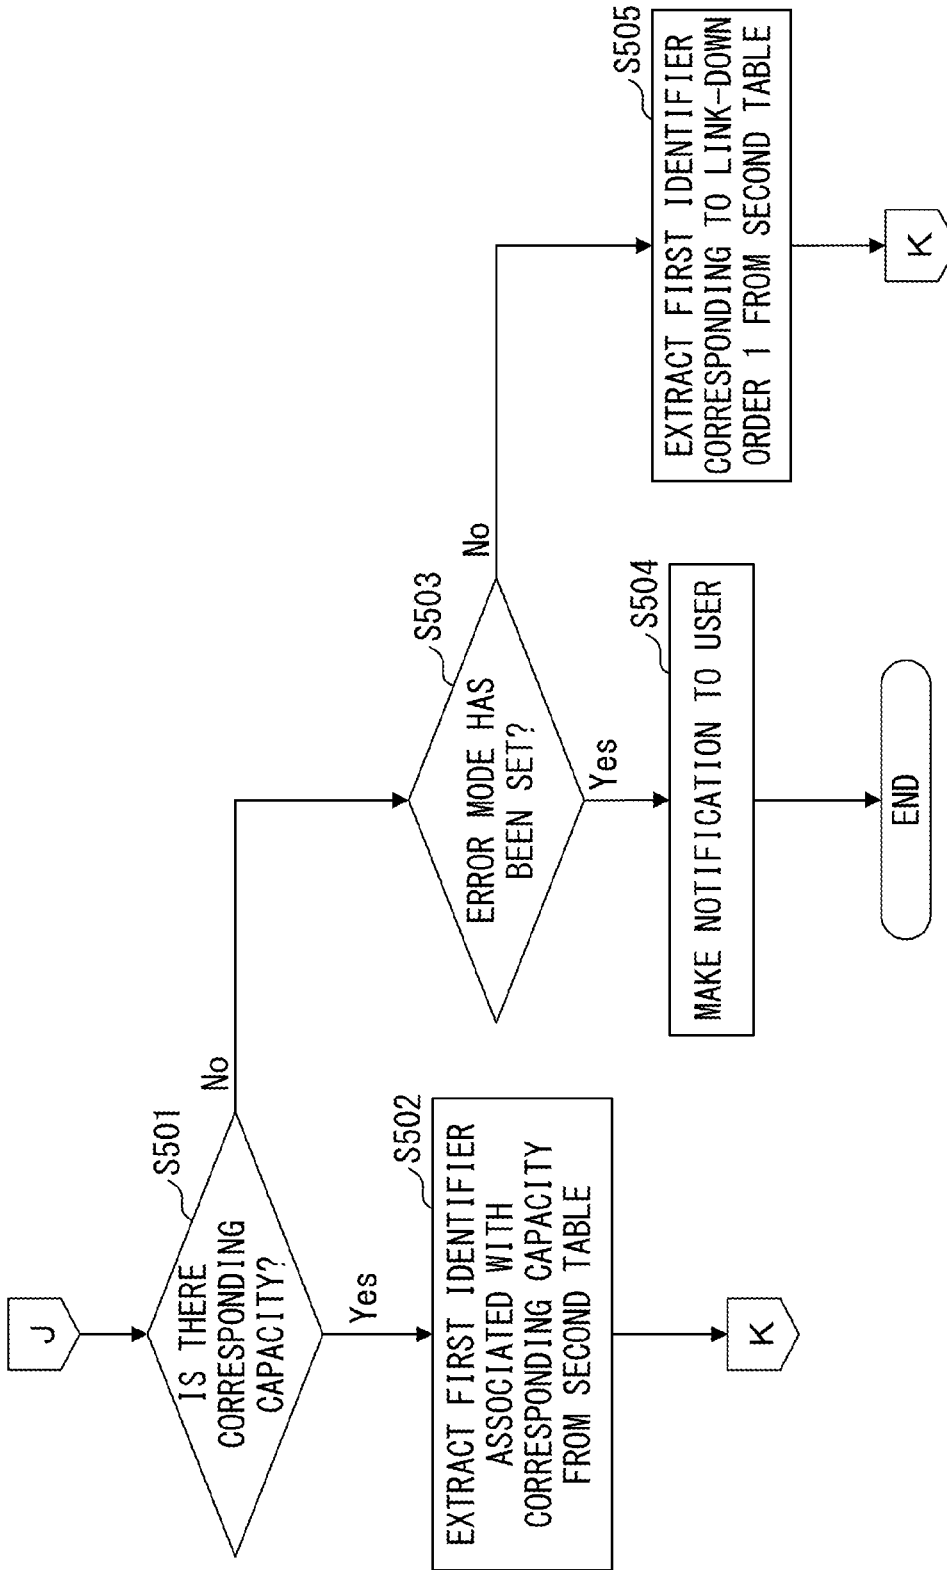 J
S501
IS THERE
CORRESPONDING
CAPACITY?
No
Yes
S502
EXTRACT FIRST IDENTIFIER
ASSOCIATED WITH
CORRESPONDING CAPACITY
FROM SECOND TABLE
K
S503
ERROR MODE HAS
BEEN SET?
No
Yes
S504
MAKE NOTIFICATION TO USER
END
S505
EXTRACT FIRST IDENTIFIER
CORRESPONDING TO LINK-DOWN
ORDER 1 FROM SECOND TABLE
K